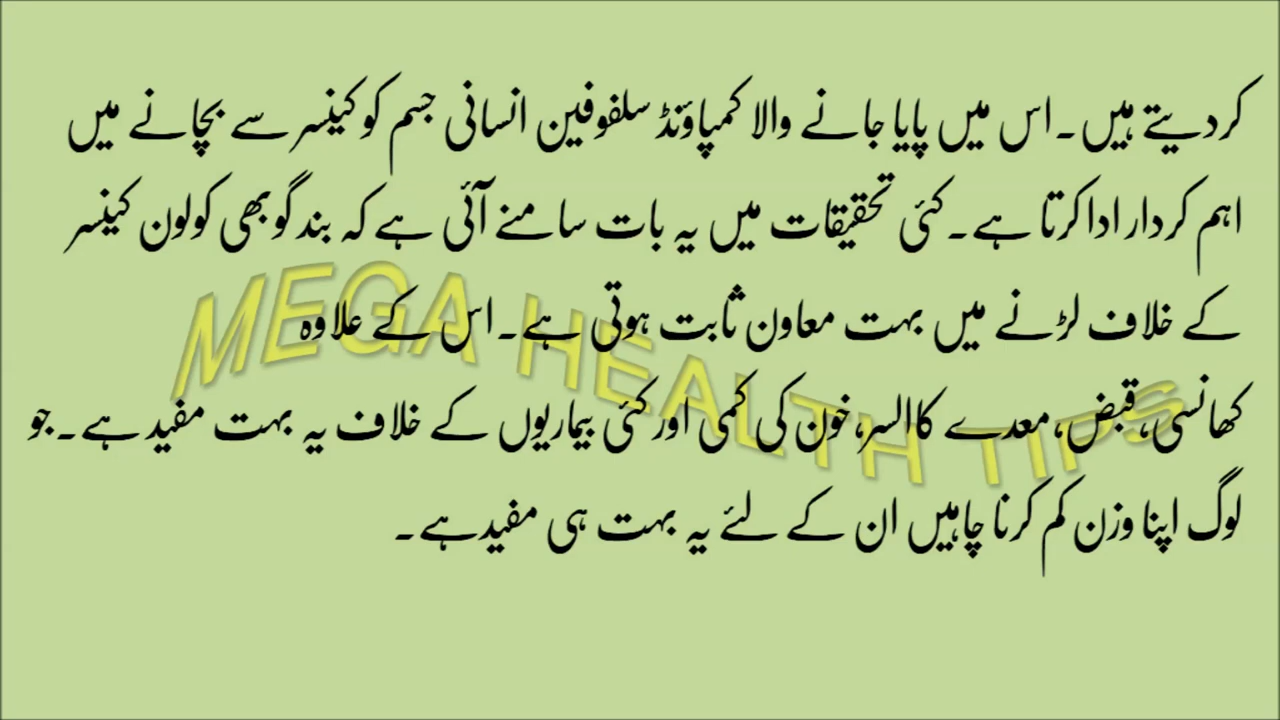 کردیتے ہیں۔اس میں پایا جانے والا کمپاؤنڈ سلفوفین انسانی جسم کو کینسر سے بچانے میں
اہم کردار ادا کرتا ہے۔کئی تحقیقات میں یہ بات سامنے آئی ہے کہ بند گوبھی کولون کینسر
کے خلاف لڑنے میں بہت معاون ثابت ہوتی ہے۔اس کے علاوہ
کھانسی،قبض،معدے کا السر،خون کی کمی اور کئی بیماریوں کے خلاف یہ بہت مفید ہے۔جو
لوگ اپنا وزن کم کرنا چاہیں ان کے لئے یہ بہت ہی مفید ہے۔
MEGA HEALTH TIPS